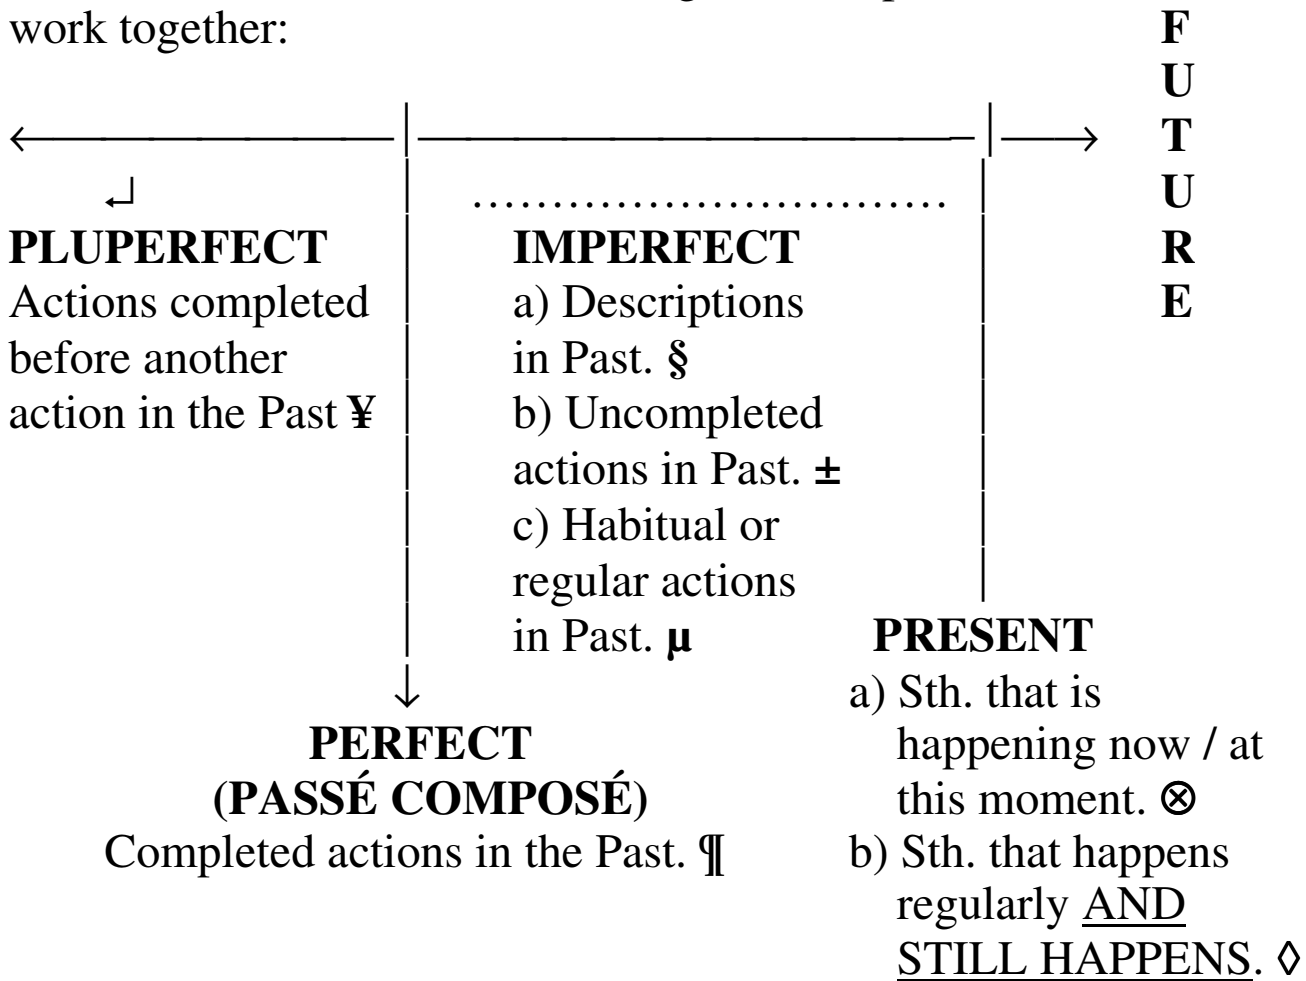 work together:
F
U
T
U
R
E
PLUPERFECT
Actions completed
before another
action in the Past ¥
IMPERFECT
a) Descriptions
in Past. §
b) Uncompleted
actions in Past. ±
c) Habitual or
regular actions
in Past. µ
PERFECT
(PASSÉ COMPOSÉ)
Completed actions in the Past. ¶
PRESENT
a) Sth. that is
happening now / at
this moment. ⊗
b) Sth. that happens
regularly AND
STILL HAPPENS. ◊